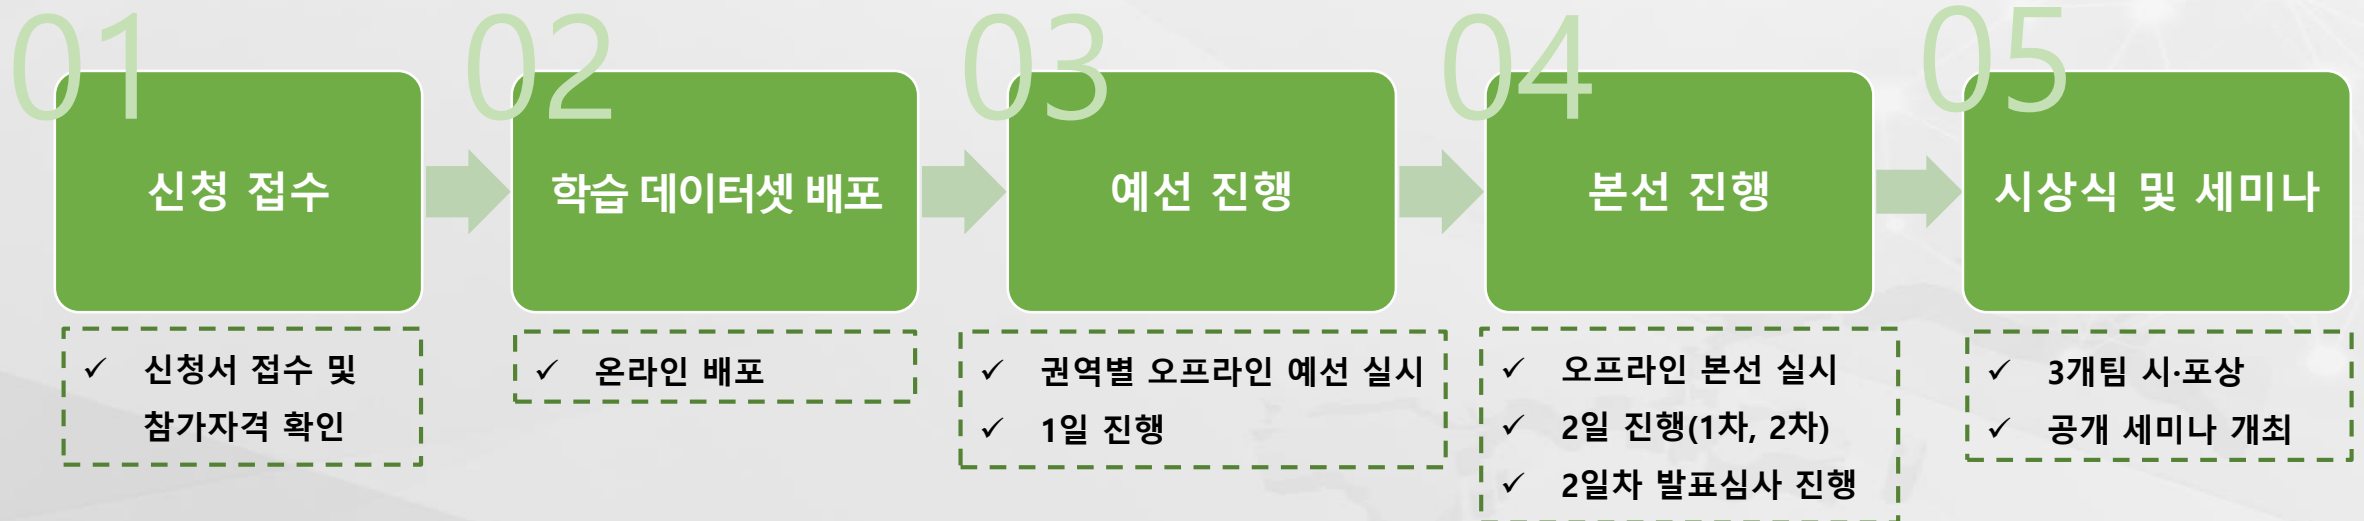 01
신청 접수
✓ 신청서 접수 및
참가자격 확인
02
학습 데이터셋 배포
✓ 온라인 배포
03
예선 진행
✓ 권역별 오프라인 예선 실시
✓ 1일 진행
04
본선 진행
✓ 오프라인 본선 실시
✓ 2일 진행(1차, 2차)
✓ 2일차 발표심사 진행
05
시상식 및 세미나
✓ 3개팀 시·포상
✓ 공개 세미나 개최